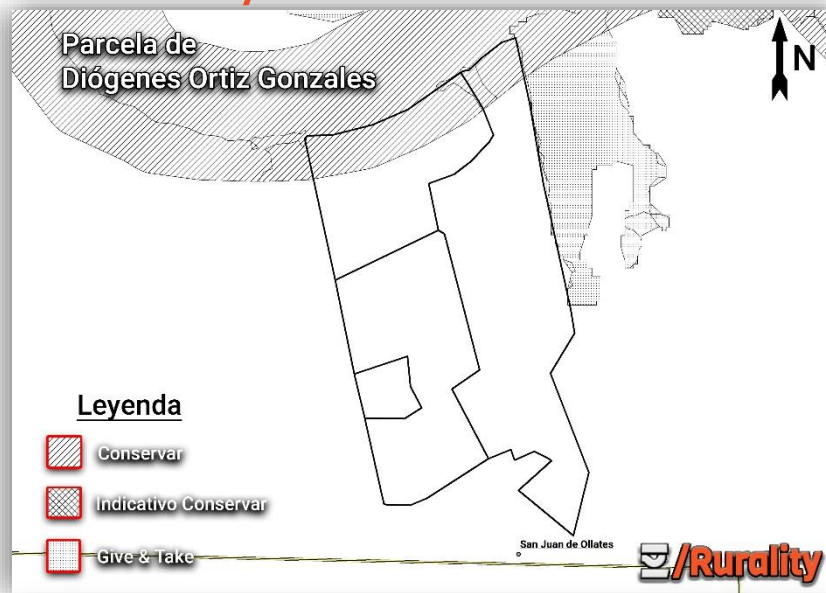 Parcela de
Diógenes Ortiz Gonzales
N
Leyenda
Conservar
Indicativo Conservar
Give & Take
San Juan de Ollates
/Rurality